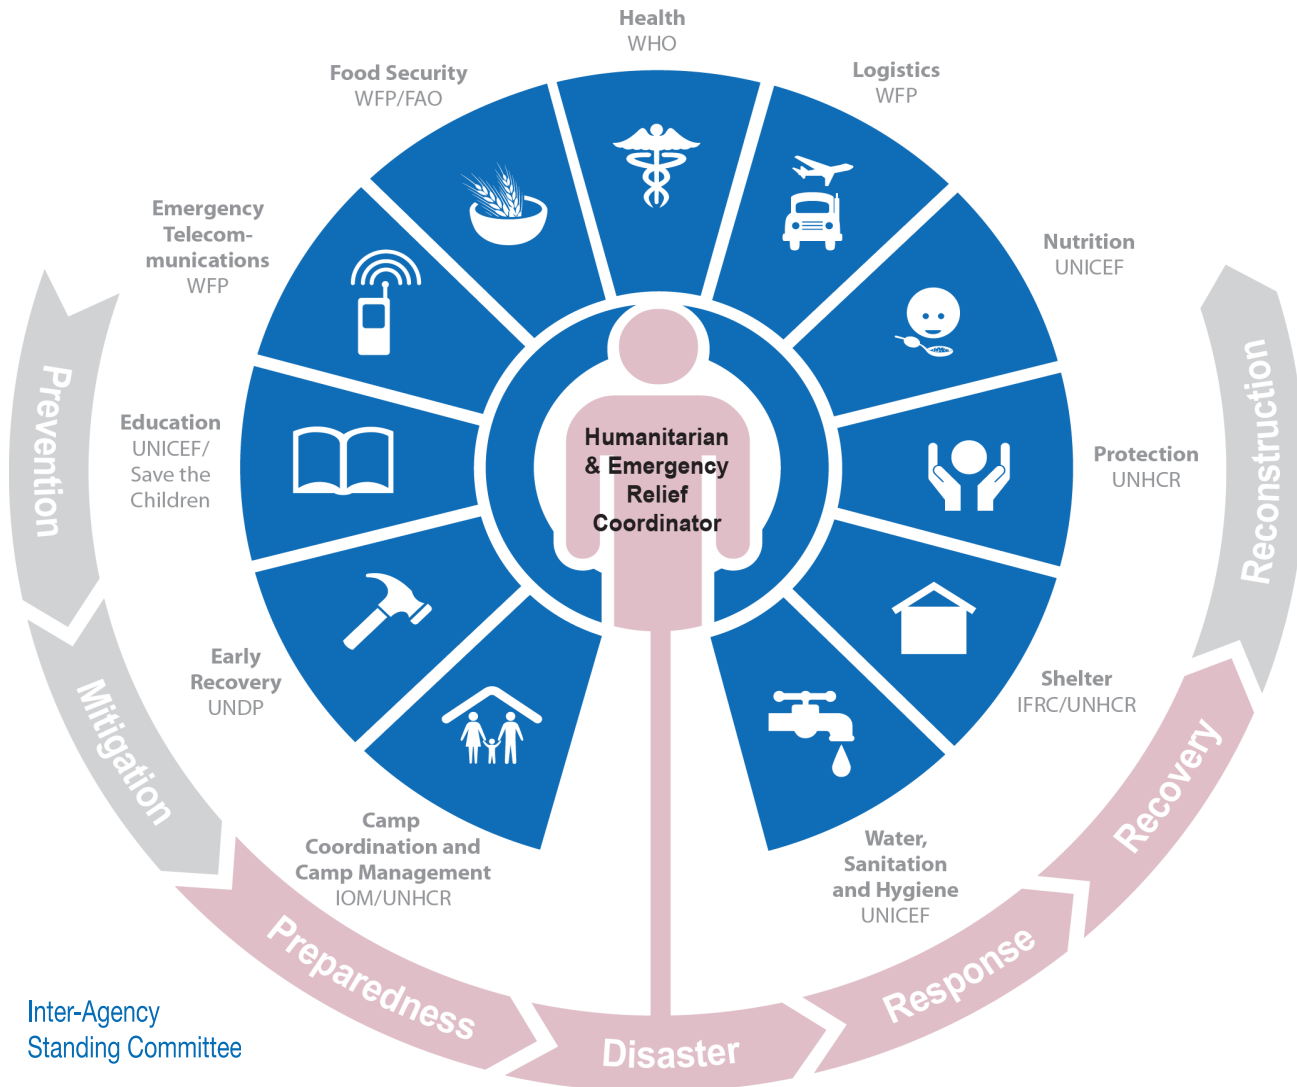 Health
WHO
Logistics
WFP
Food Security
WFP/FAO
Nutrition
UNICEF
Emergency
Telecom-
munications
WFP
Protection
UNHCR
Education
UNICEF/
Save the
Children
Humanitarian
& Emergency
Relief
Coordinator
Shelter
IFRC/UNHCR
Early
Recovery
UNDP
Water,
Sanitation
and Hygiene
UNICEF
Camp
Coordination and
Camp Management
IOM/UNHCR
Prevention
Mitigation
Preparedness
Disaster
Response
Recovery
Reconstruction
Inter-Agency
Standing Committee